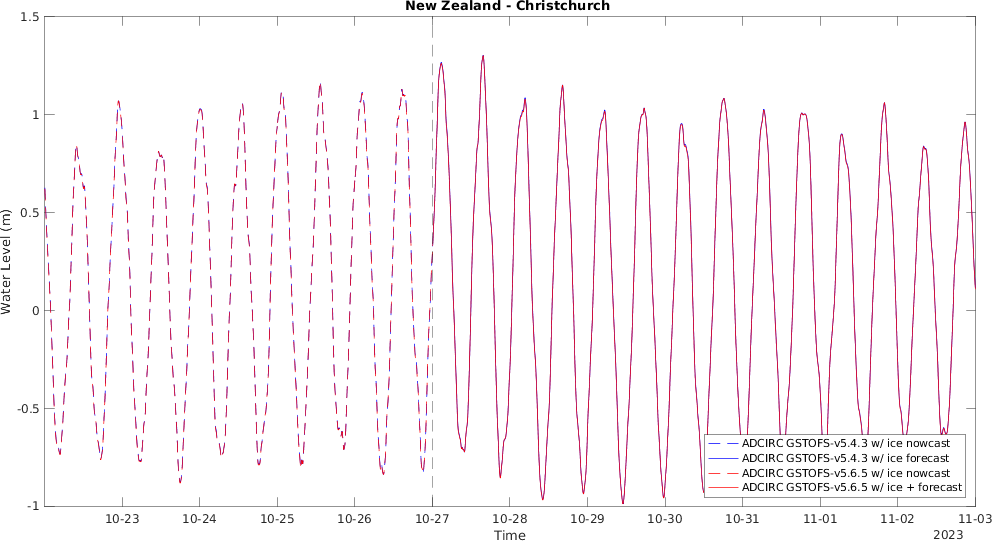 New Zealand - Christchurch
Water Level (m)
1.5
1
0.5
0
-0.5
-1
ADCIRC GSTOFS-v5.4.3 w/ ice nowcast
ADCIRC GSTOFS-v5.4.3 w/ ice forecast
ADCIRC GSTOFS-v5.6.5 w/ ice nowcast
ADCIRC GSTOFS-v5.6.5 w/ ice + forecast
10-23 10-24 10-25 10-26 10-27 10-28 10-29 10-30 10-31 11-01 11-02 11-03
Time
2023